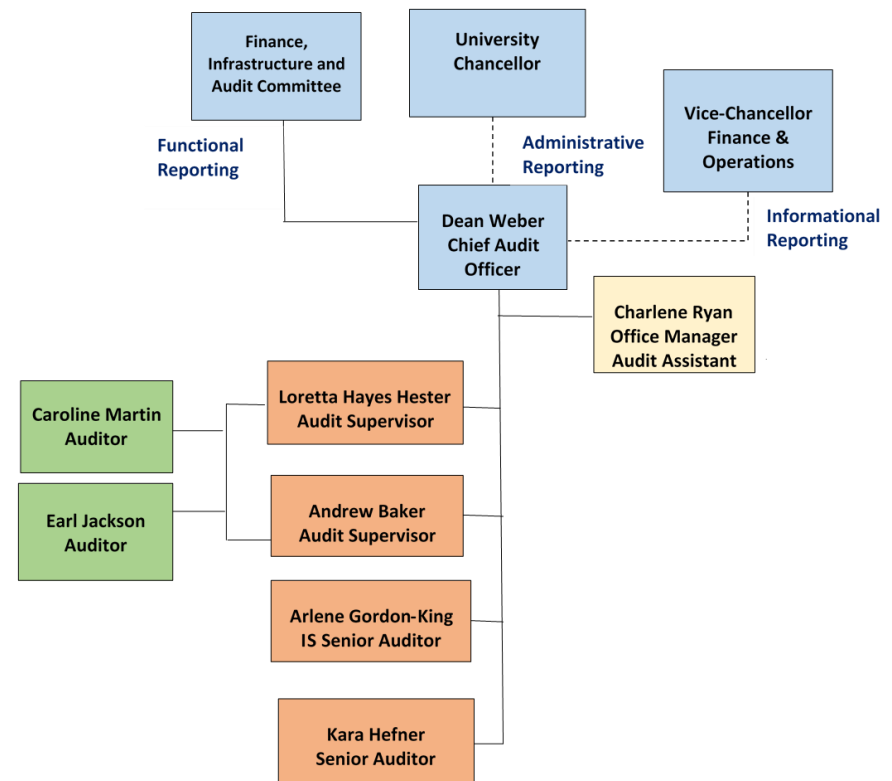 Finance,
Infrastructure and
Audit Committee
University
Chancellor
Vice-Chancellor
Finance &
Operations
Functional
Reporting
Administrative
Reporting
Informational
Reporting
Dean Weber
Chief Audit
Officer
Charlene Ryan
Office Manager
Audit Assistant
Loretta Hayes Hester
Audit Supervisor
Caroline Martin
Auditor
Andrew Baker
Audit Supervisor
Earl Jackson
Auditor
Arlene Gordon-King
IS Senior Auditor
Kara Hefner
Senior Auditor